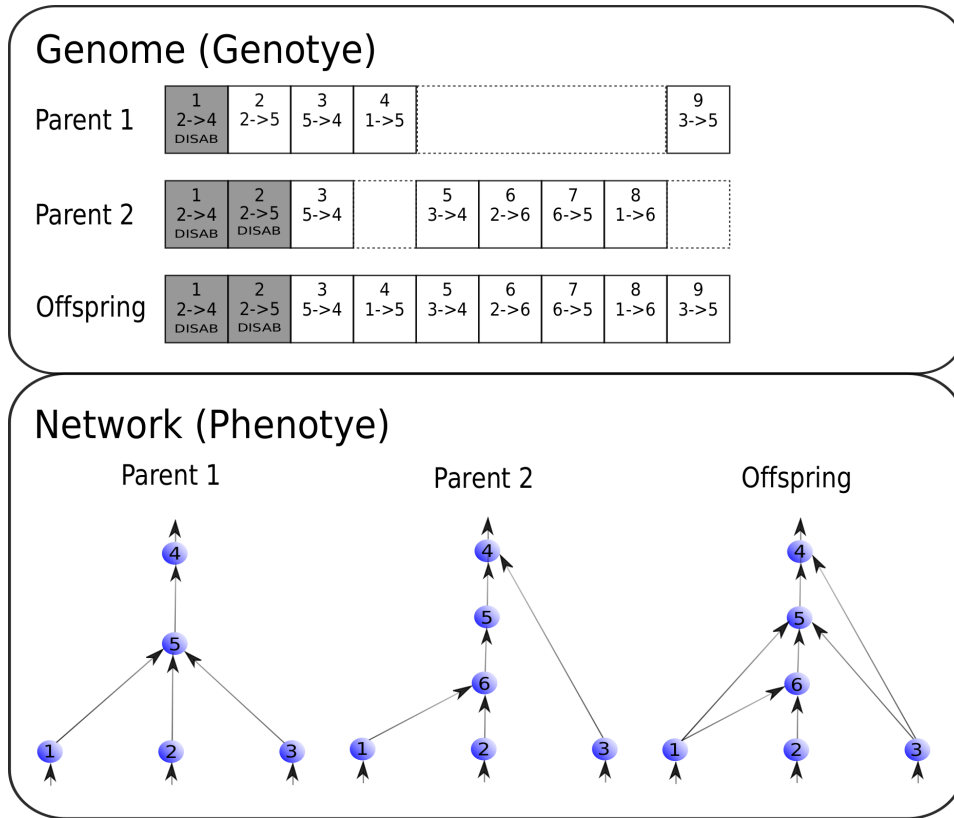 Genome (Genotye)
Parent 1
1 2 3 4 9
2->4 2->5 5->4 1->5 3->5
DISAB
Parent 2
1 2 3 5 6 7 8
2->4 2->5 5->4 3->4 2->6 6->5 1->6
DISAB DISAB
Offspring
1 2 3 4 5 6 7 8 9
2->4 2->5 5->4 1->5 3->4 2->6 6->5 1->6 3->5
DISAB DISAB
Network (Phenotye)
Parent 1 Parent 2 Offspring
4 4 4
5 5 5
6 6
1 2 3 1 2 3 1 2 3